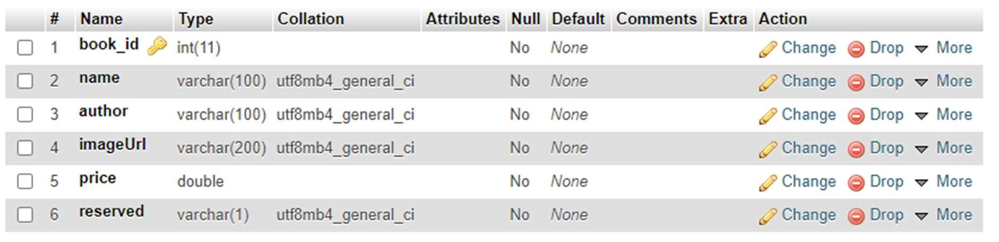 # Name Type Collation Attributes Null Default Comments Extra Action
1 book_id int(11) No None Change Drop More
2 name varchar(100) utf8mb4_general_ci No None Change Drop More
3 author varchar(100) utf8mb4_general_ci No None Change Drop More
4 imageUrl varchar(200) utf8mb4_general_ci No None Change Drop More
5 price double No None Change Drop More
6 reserved varchar(1) utf8mb4_general_ci No None Change Drop More